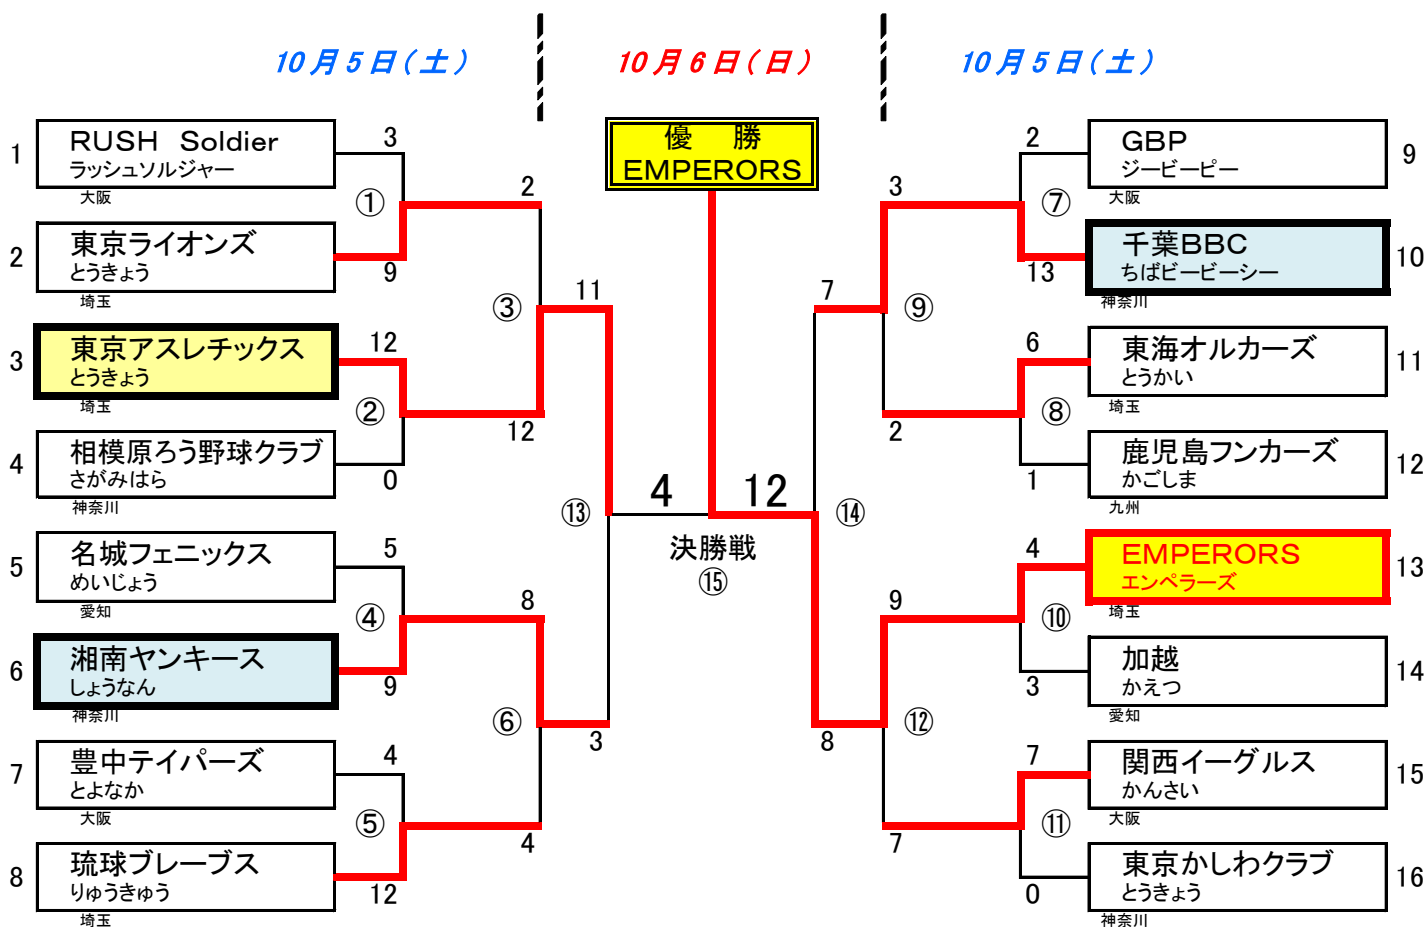 10月5日(土)
10月6日(日)
10月5日(土)
優　勝
EMPERORS
1
RUSH　Soldier
ラッシュソルジャー
大阪
3
①
2
東京ライオンズ
とうきょう
埼玉
9
2
③
3
東京アスレチックス
とうきょう
埼玉
12
②
12
4
相模原ろう野球クラブ
さがみはら
神奈川
0
11
⑬
5
名城フェニックス
めいじょう
愛知
5
④
8
6
湘南ヤンキース
しょうなん
神奈川
9
⑥
3
7
豊中テイパーズ
とよなか
大阪
4
⑤
4
8
琉球ブレーブス
りゅうきゅう
埼玉
12
4
12
決勝戦
⑮
9
GBP
ジービーピー
大阪
2
⑦
3
10
千葉BBC
ちばビービーシー
神奈川
13
7
⑨
11
東海オルカーズ
とうかい
埼玉
6
⑧
2
12
鹿児島フンカーズ
かごしま
九州
1
⑭
13
EMPERORS
エンペラーズ
埼玉
4
⑩
9
14
加越
かえつ
愛知
3
8
⑫
15
関西イーグルス
かんさい
大阪
7
⑪
7
16
東京かしわクラブ
とうきょう
神奈川
0